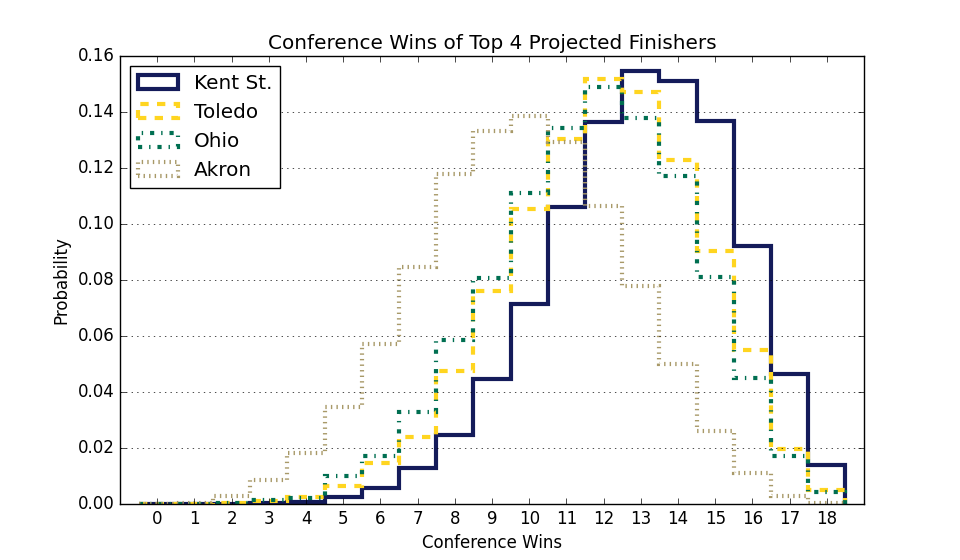 Conference Wins of Top 4 Projected Finishers
0.16
0.14
0.12
0.10
0.08
0.06
0.04
0.02
0.00
Probability
Kent St.
Toledo
Ohio
Akron
0 1 2 3 4 5 6 7 8 9 10 11 12 13 14 15 16 17 18
Conference Wins